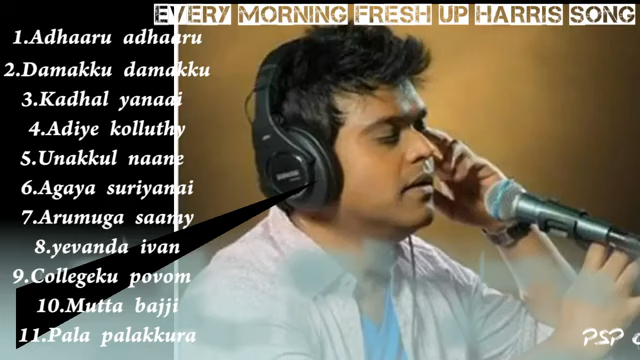 EVERY MORNING FRESH UP HARRIS SONG
1.Adhaaru adhaaru
2.Damakku damakku
3.Kadhal yanaai
4.Adiye kolluthy
5.Unakkul naane
6.Agaya suriyanai
7.Arumuga saamy
8.yevanda ivan
9.Collegeku povom
10.Mutta bajji
11.Pala palakkura
PSP